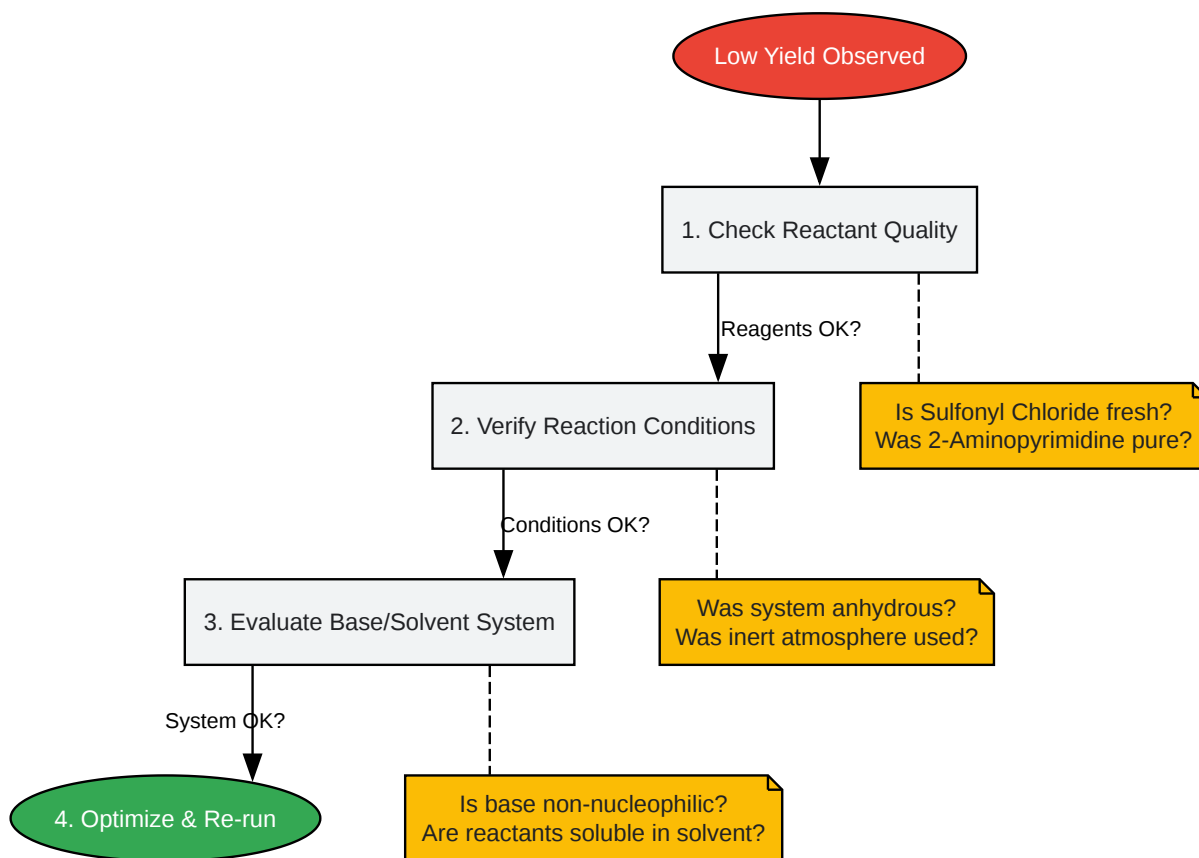 Low Yield Observed
1. Check Reactant Quality
Reagents OK?
Is Sulfonyl Chloride fresh?
Was 2-Aminopyrimidine pure?
2. Verify Reaction Conditions
Conditions OK?
Was system anhydrous?
Was inert atmosphere used?
3. Evaluate Base/Solvent System
System OK?
Is base non-nucleophilic?
Are reactants soluble in solvent?
4. Optimize & Re-run